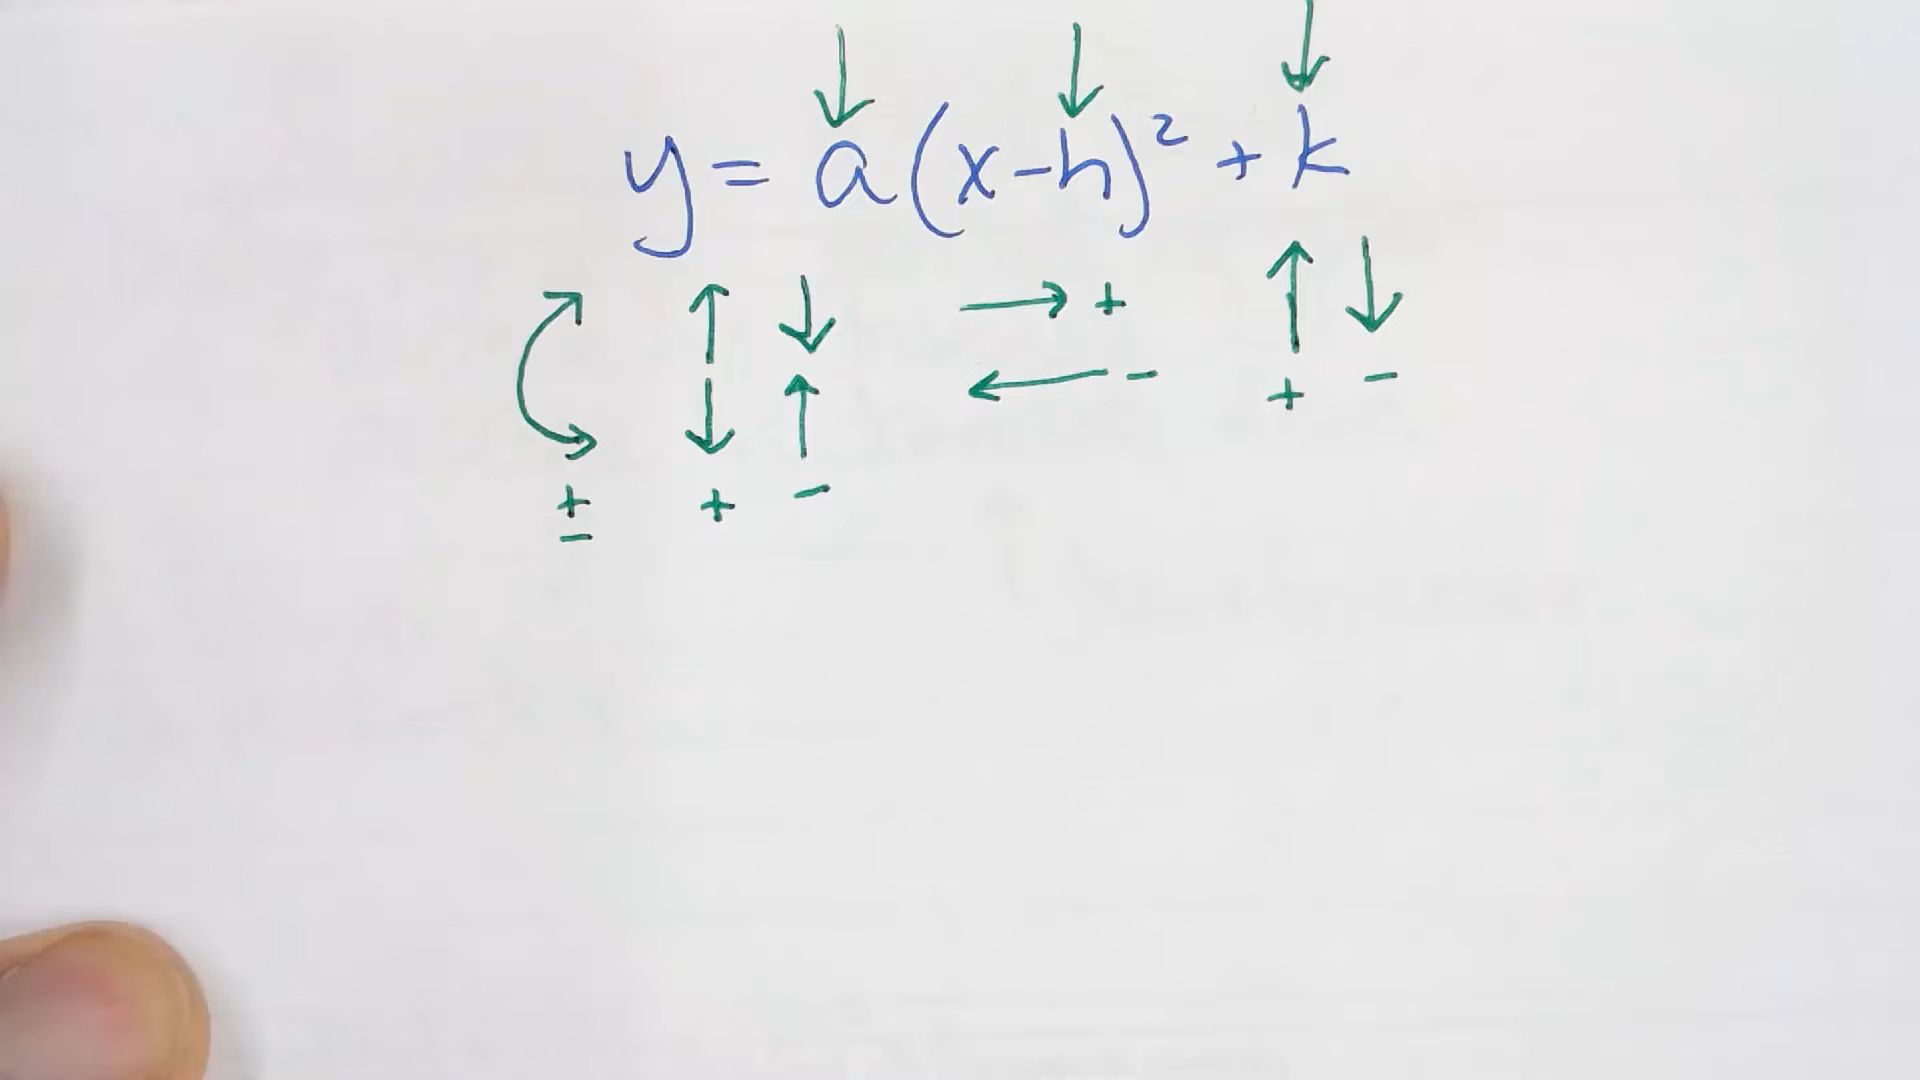 y = a(x-h)² + k
→ +
← -
+ -
± + -